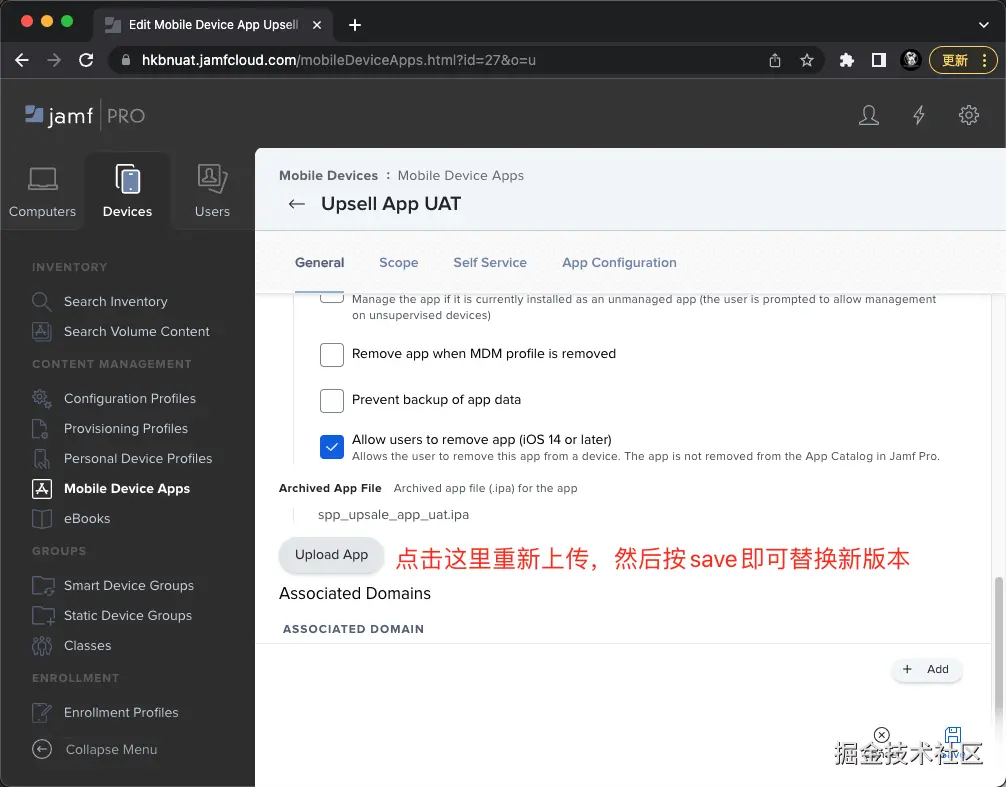 Edit Mobile Device App Upsell
hkbnuat.jamfcloud.com/mobileDeviceApps.html?id=27&o=u
更新
jamf PRO
Computers
Devices
Users
INVENTORY
Search Inventory
Search Volume Content
CONTENT MANAGEMENT
Configuration Profiles
Provisioning Profiles
Personal Device Profiles
Mobile Device Apps
eBooks
GROUPS
Smart Device Groups
Static Device Groups
Classes
ENROLLMENT
Enrollment Profiles
Collapse Menu
Mobile Devices : Mobile Device Apps
Upsell App UAT
General
Scope
Self Service
App Configuration
Manage the app if it is currently installed as an unmanaged app (the user is prompted to allow management
on unsupervised devices)
Remove app when MDM profile is removed
Prevent backup of app data
Allow users to remove app (iOS 14 or later)
Allows the user to remove this app from a device. The app is not removed from the App Catalog in Jamf Pro.
Archived App File Archived app file (.ipa) for the app
spp_upsale_app_uat.ipa
Upload App
点击这里重新上传，然后按save即可替换新版本
Associated Domains
ASSOCIATED DOMAIN
+ Add
掘金技术社区